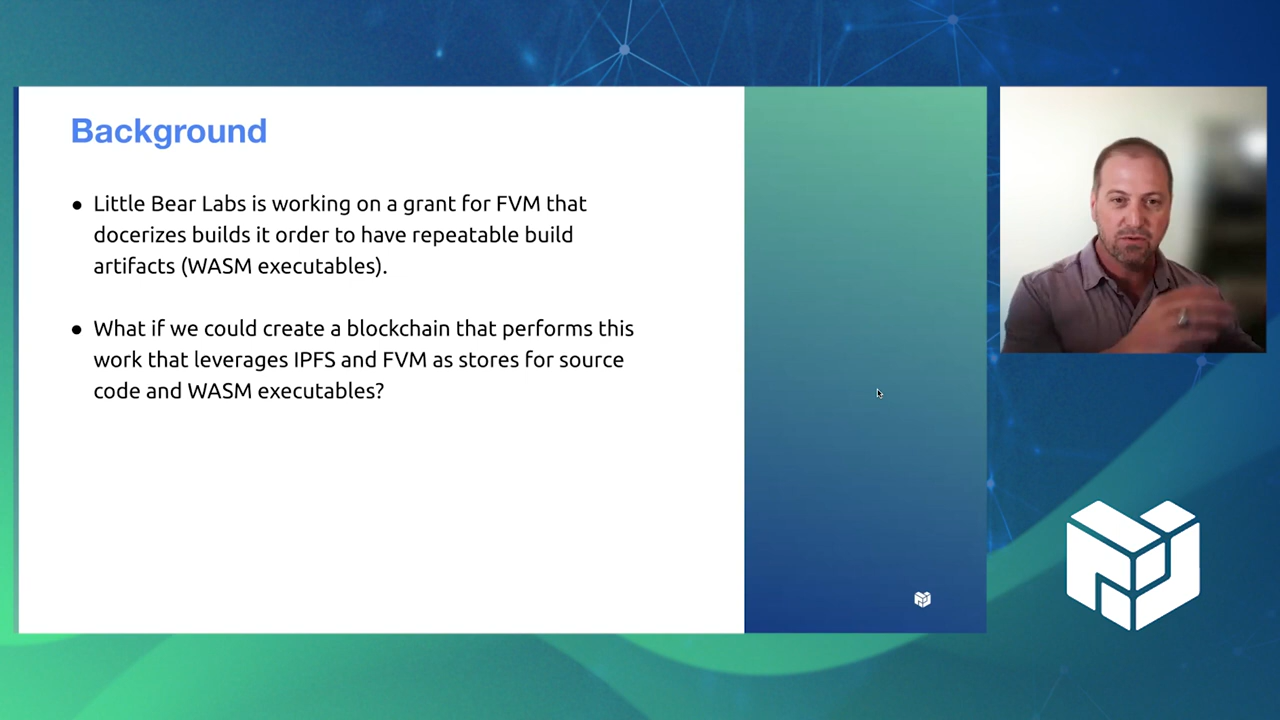 Background
● Little Bear Labs is working on a grant for FVM that
docerizes builds it order to have repeatable build
artifacts (WASM executables).
● What if we could create a blockchain that performs this
work that leverages IPFS and FVM as stores for source
code and WASM executables?